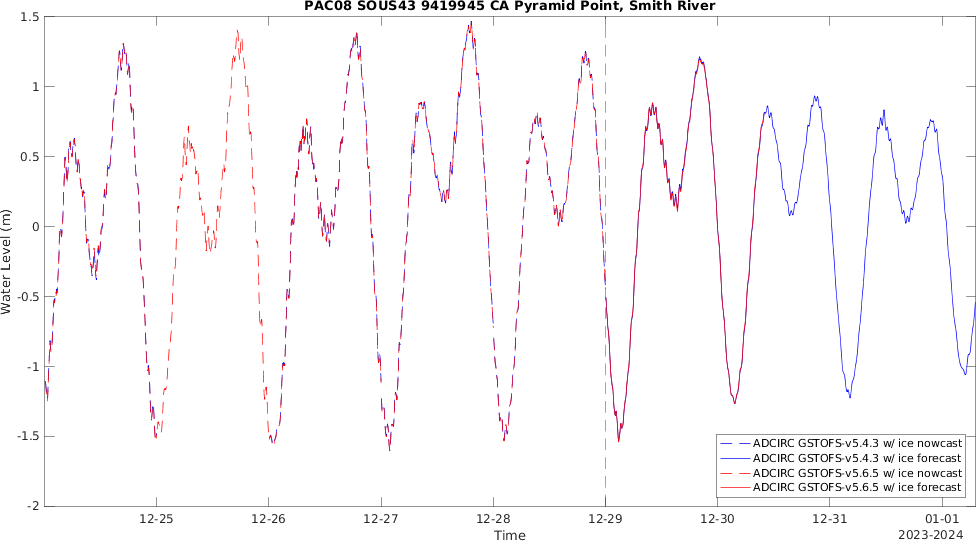 PAC08 SOUS43 9419945 CA Pyramid Point, Smith River
1.5
1
0.5
0
-0.5
-1
-1.5
-2
Water Level (m)
12-25
12-26
12-27
12-28
12-29
12-30
12-31
01-01
Time
2023-2024
ADCIRC GSTOFS-v5.4.3 w/ ice nowcast
ADCIRC GSTOFS-v5.4.3 w/ ice forecast
ADCIRC GSTOFS-v5.6.5 w/ ice nowcast
ADCIRC GSTOFS-v5.6.5 w/ ice forecast